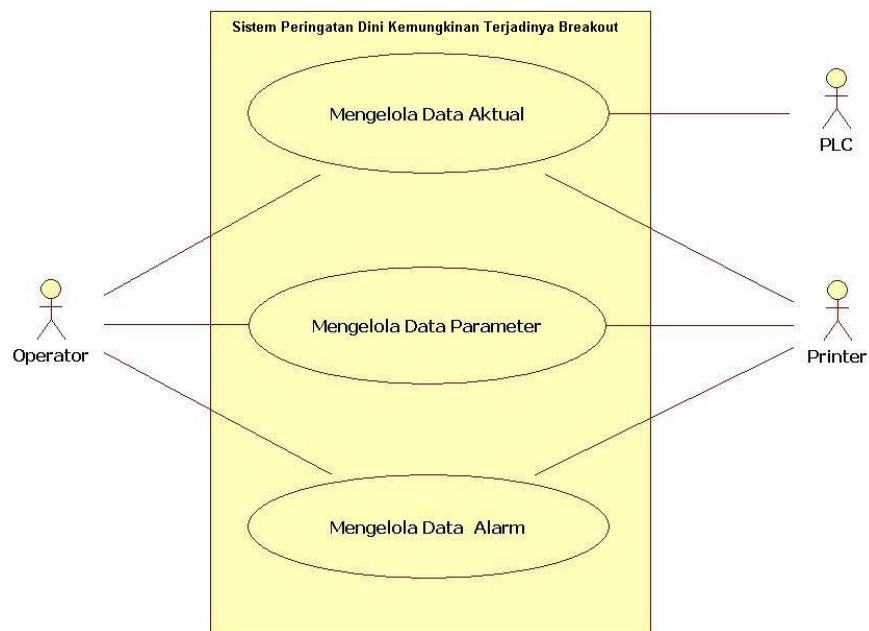 Sistem Peringatan Dini Kemungkinan Terjadinya Breakout
Mengelola Data Aktual
PLC
Mengelola Data Parameter
Operator
Printer
Mengelola Data Alarm